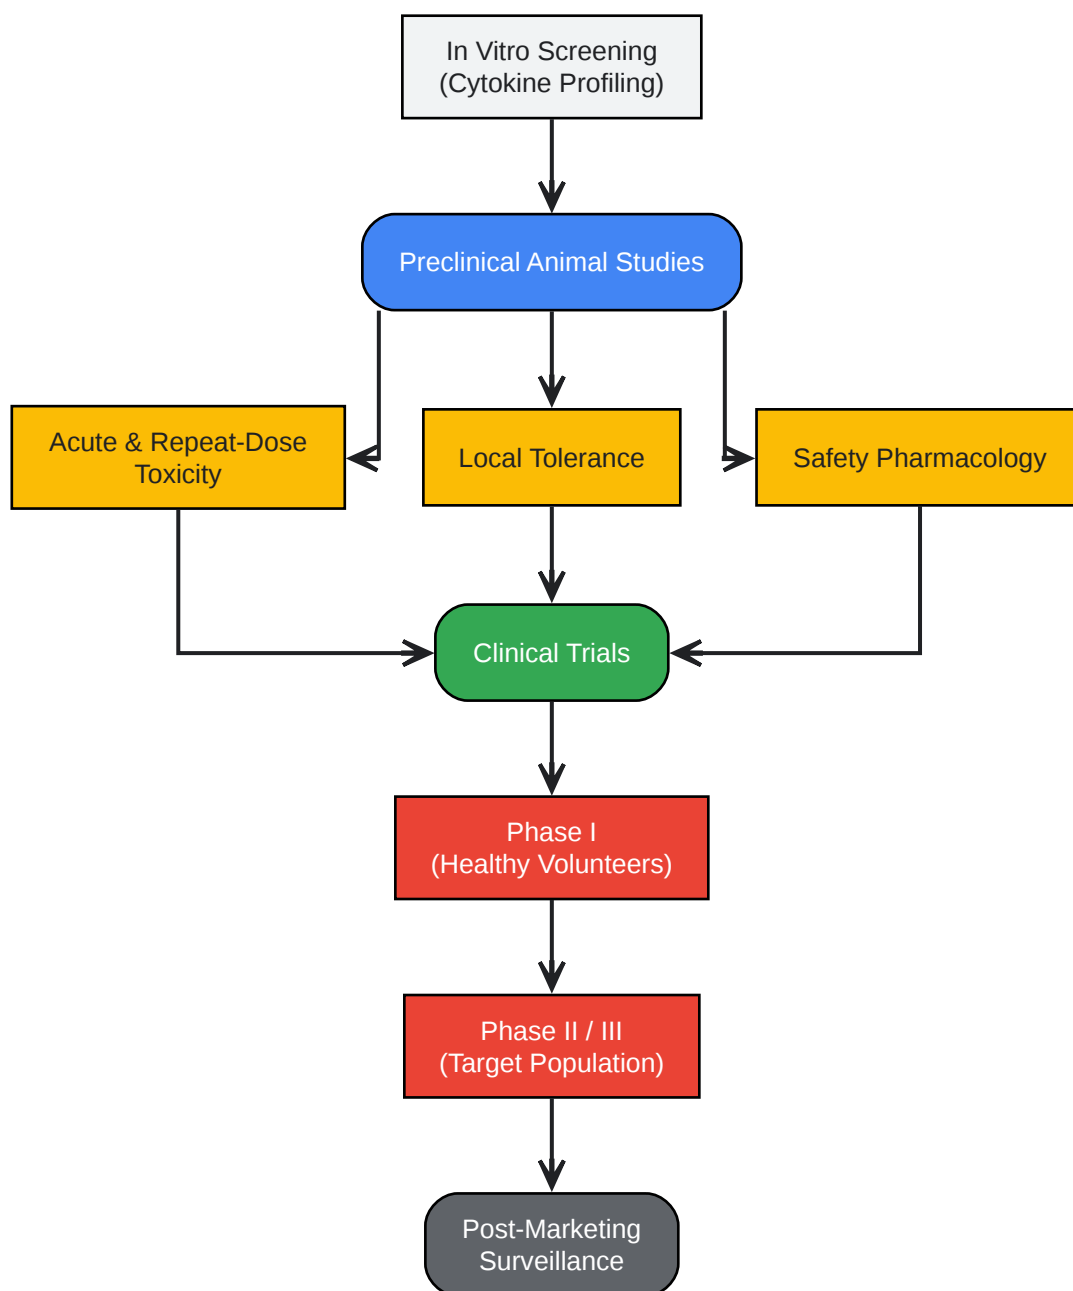 In Vitro Screening
(Cytokine Profiling)
Preclinical Animal Studies
Acute & Repeat-Dose
Toxicity
Local Tolerance
Safety Pharmacology
Clinical Trials
Phase I
(Healthy Volunteers)
Phase II / III
(Target Population)
Post-Marketing
Surveillance